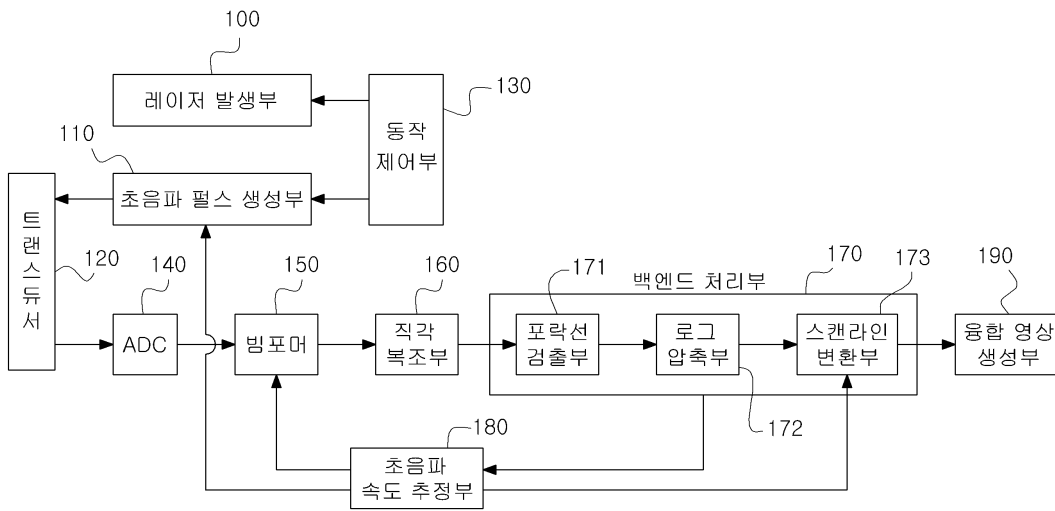 100
레이저 발생부
130
동작
제어부
110
초음파 펄스 생성부
트랜스듀서
120
140
ADC
150
빔포머
160
직각
복조부
백엔드 처리부
170
171
포락선
검출부
로그
압축부
172
173
스캔라인
변환부
190
융합 영상
생성부
180
초음파
속도 추정부